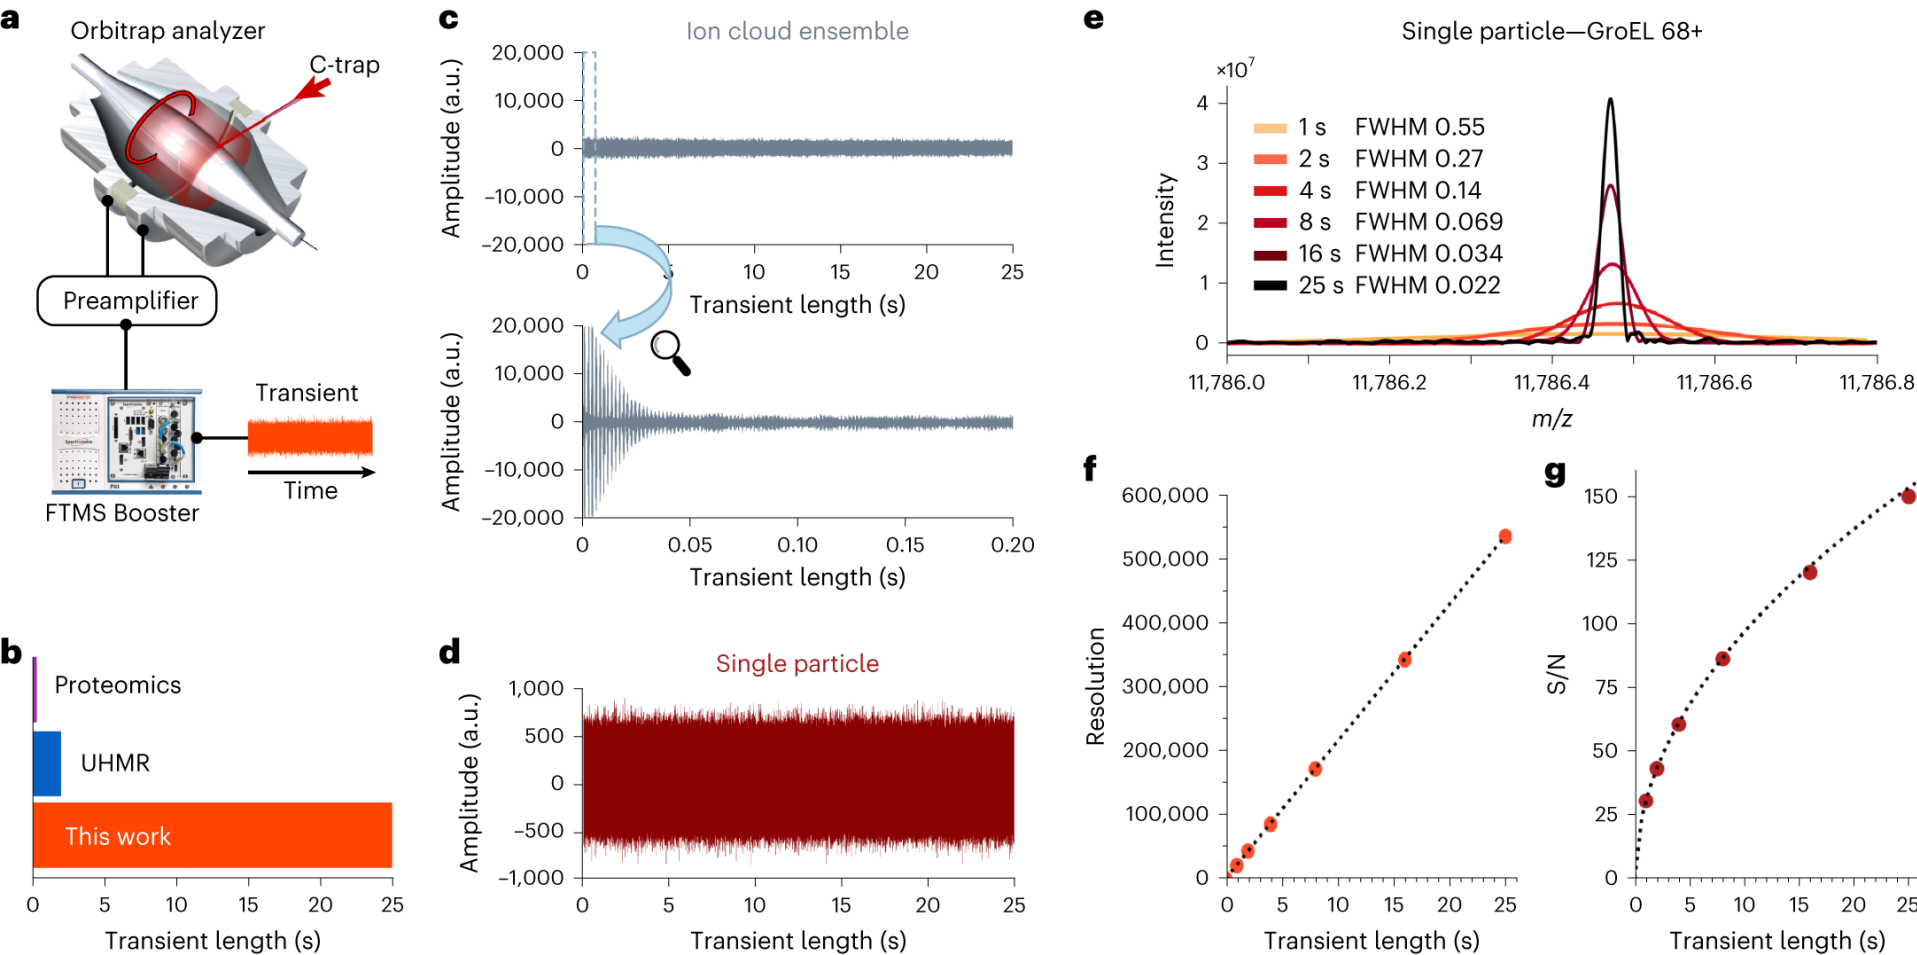 a
Orbitrap analyzer
C-trap
Preamplifier
Transient
Time
FTMS Booster
b
Proteomics
UHMR
This work
0 5 10 15 20 25
Transient length (s)
c
Ion cloud ensemble
Amplitude (a.u.)
20,000
10,000
0
–10,000
–20,000
0 5 10 15 20 25
Transient length (s)
Amplitude (a.u.)
20,000
10,000
0
–10,000
–20,000
0 0.05 0.10 0.15 0.20
Transient length (s)
d
Single particle
Amplitude (a.u.)
1,000
500
0
–500
–1,000
0 5 10 15 20 25
Transient length (s)
e
Single particle—GroEL 68+
×10⁷
Intensity
4
3
2
1
0
1 s FWHM 0.55
2 s FWHM 0.27
4 s FWHM 0.14
8 s FWHM 0.069
16 s FWHM 0.034
25 s FWHM 0.022
11,786.0 11,786.2 11,786.4 11,786.6 11,786.8
m/z
f
Resolution
600,000
500,000
400,000
300,000
200,000
100,000
0
0 5 10 15 20 25
Transient length (s)
g
S/N
150
125
100
75
50
25
0
0 5 10 15 20 25
Transient length (s)